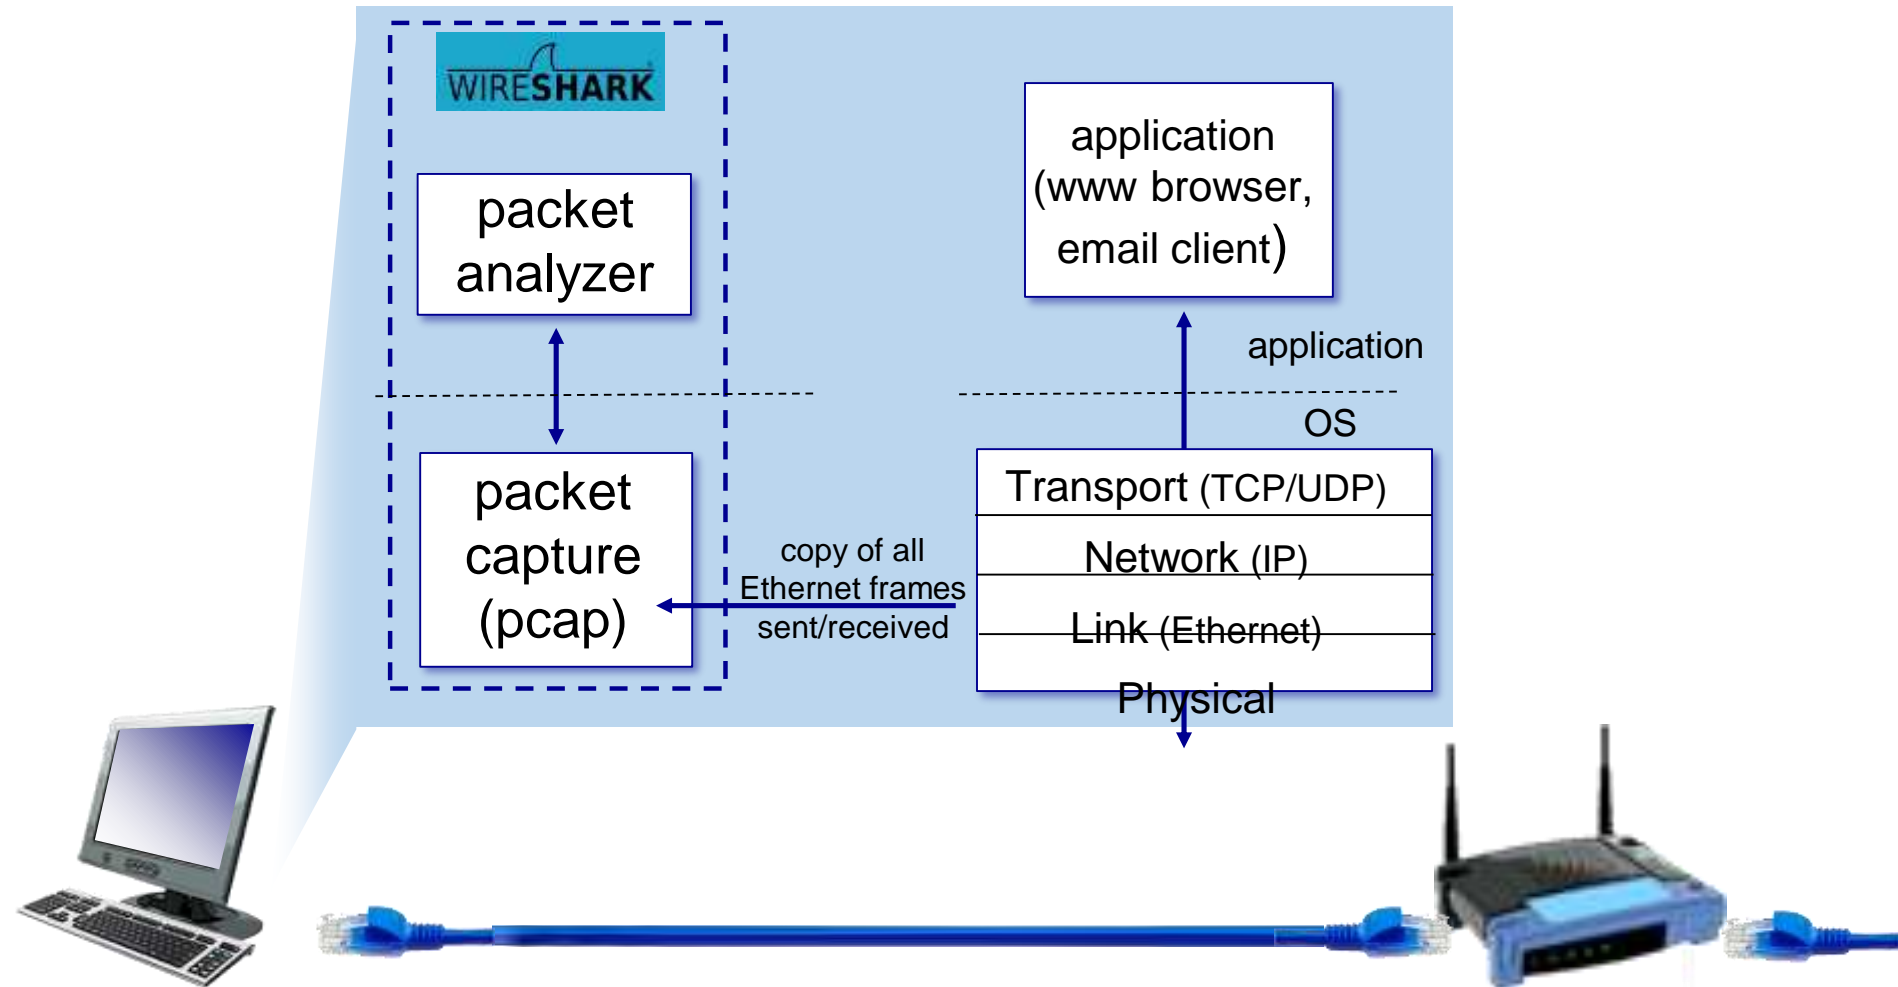 WIRESHARK
packet
analyzer
application
(www browser,
email client)
application
OS
packet
capture
(pcap)
copy of all
Ethernet frames
sent/received
Transport (TCP/UDP)
Network (IP)
Link (Ethernet)
Physical